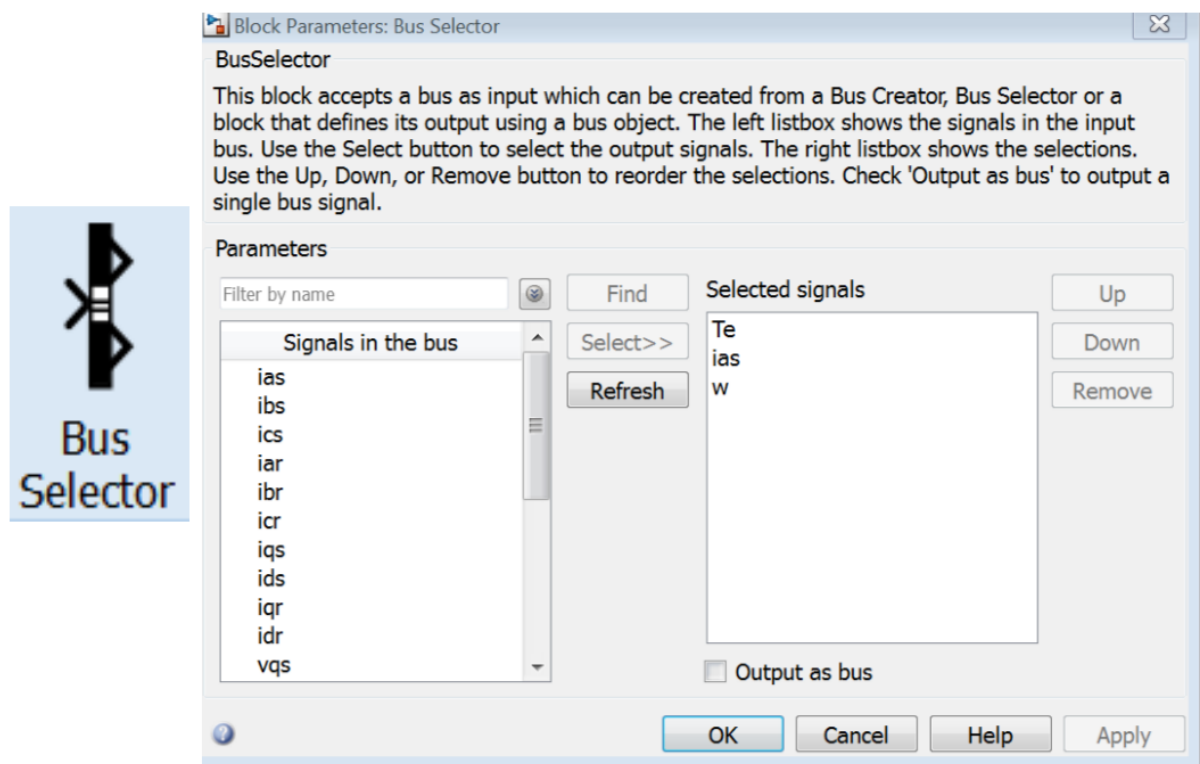 Block Parameters: Bus Selector
BusSelector
This block accepts a bus as input which can be created from a Bus Creator, Bus Selector or a
block that defines its output using a bus object. The left listbox shows the signals in the input
bus. Use the Select button to select the output signals. The right listbox shows the selections.
Use the Up, Down, or Remove button to reorder the selections. Check 'Output as bus' to output a
single bus signal.
Bus
Selector
Parameters
Filter by name
Find
Select>>
Refresh
Signals in the bus
ias
ibs
ics
iar
ibr
icr
iqs
ids
iqr
idr
vqs
Selected signals
Te
ias
w
Up
Down
Remove
Output as bus
?
OK Cancel Help Apply